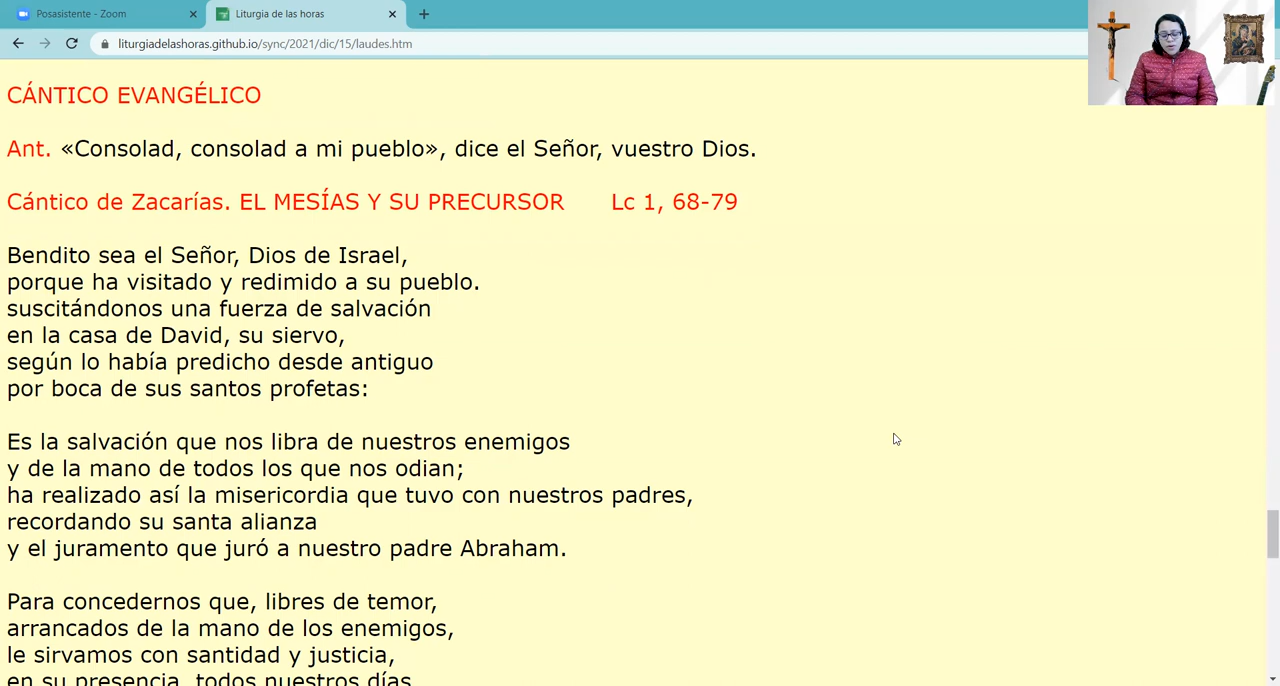 Posasistente - Zoom
Liturgia de las horas
liturgiadelashoras.github.io/sync/2021/dic/15/laudes.htm
CÁNTICO EVANGÉLICO
Ant. «Consolad, consolad a mi pueblo», dice el Señor, vuestro Dios.
Cántico de Zacarías. EL MESÍAS Y SU PRECURSOR Lc 1, 68-79
Bendito sea el Señor, Dios de Israel,
porque ha visitado y redimido a su pueblo.
suscitándonos una fuerza de salvación
en la casa de David, su siervo,
según lo había predicho desde antiguo
por boca de sus santos profetas:
Es la salvación que nos libra de nuestros enemigos
y de la mano de todos los que nos odian;
ha realizado así la misericordia que tuvo con nuestros padres,
recordando su santa alianza
y el juramento que juró a nuestro padre Abraham.
Para concedernos que, libres de temor,
arrancados de la mano de los enemigos,
le sirvamos con santidad y justicia,
en su presencia, todos nuestros días